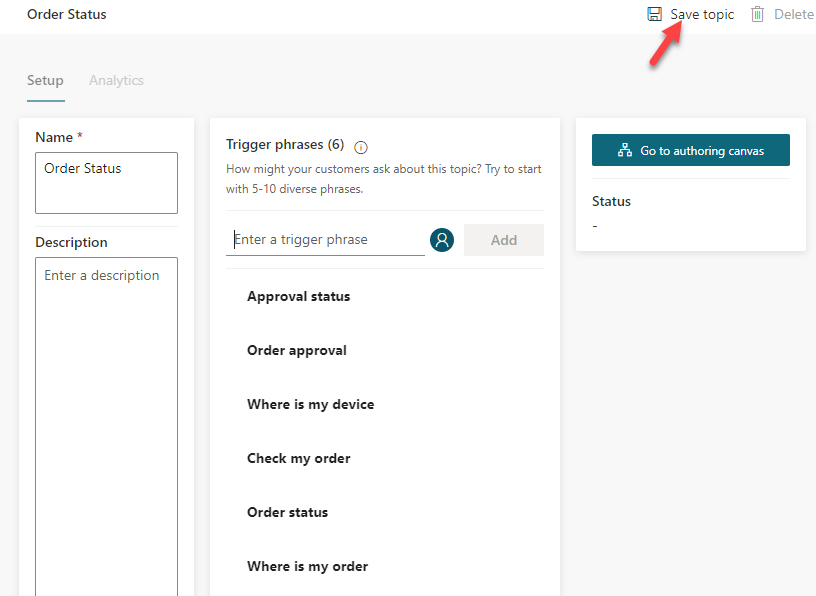 Order Status
Save topic
Delete
Setup
Analytics
Name *
Order Status
Description
Enter a description
Trigger phrases (6)
How might your customers ask about this topic? Try to start
with 5-10 diverse phrases.
Enter a trigger phrase
Add
Approval status
Order approval
Where is my device
Check my order
Order status
Where is my order
Go to authoring canvas
Status
-